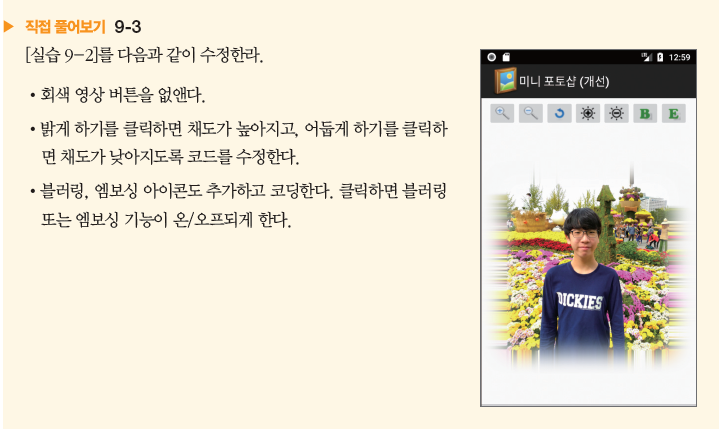 ▶ 직접 풀어보기 9-3
[실습 9-2]를 다음과 같이 수정한라.
• 회색 영상 버튼을 없앤다.
• 밝게 하기를 클릭하면 채도가 높아지고, 어둡게 하기를 클릭하
면 채도가 낮아지도록 코드를 수정한다.
• 블러링, 엠보싱 아이콘도 추가하고 코딩한다. 클릭하면 블러링
또는 엠보싱 기능이 온/오프되게 한다.
12:59
미니 포토샵 (개선)
B E
DICKIES